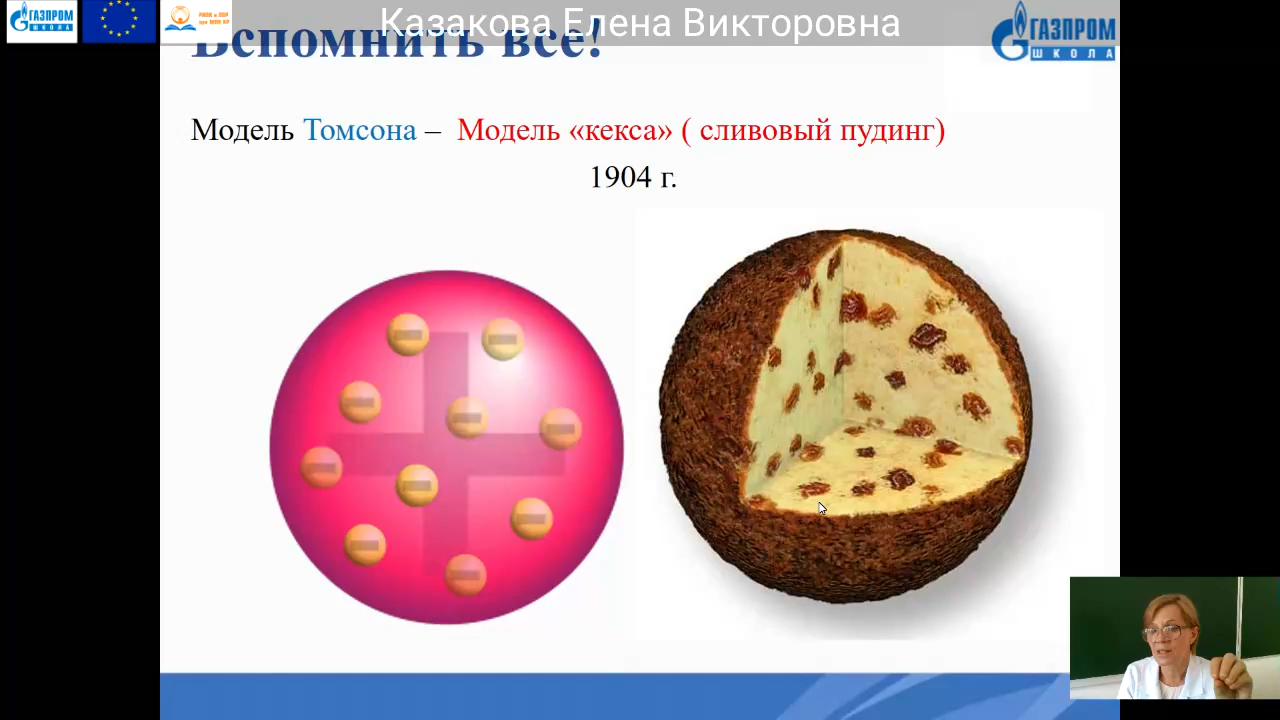 ГАЗПРОМ
ШКОЛА
Казакова Елена Викторовна
Вспомнить все!
ГАЗПРОМ
ШКОЛА
Модель Томсона – Модель «кекса» ( сливовый пудинг)
1904 г.